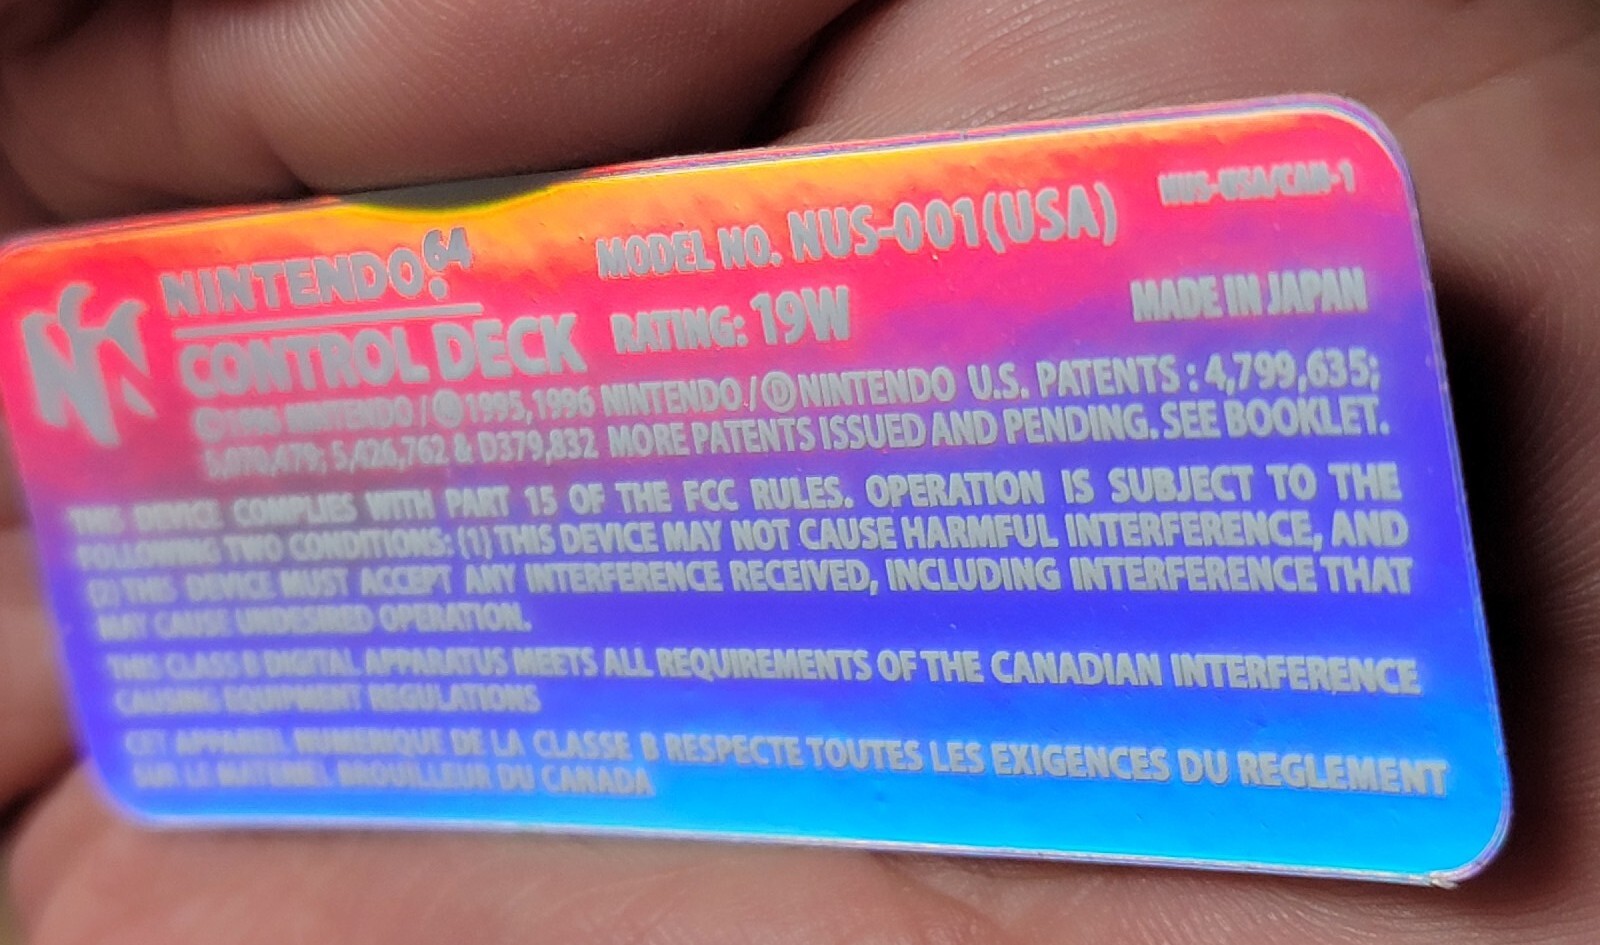 NINTENDO 64
CONTROL DECK
MODEL NO. NUS-001(USA)
NUS-USA/CAN-1
RATING: 19W
MADE IN JAPAN
©1996 NINTENDO / Ⓜ1995,1996 NINTENDO / ⓅNINTENDO U.S. PATENTS : 4,799,635;
5,070,479; 5,426,762 & D379,832 MORE PATENTS ISSUED AND PENDING. SEE BOOKLET.
THIS DEVICE COMPLIES WITH PART 15 OF THE FCC RULES. OPERATION IS SUBJECT TO THE
FOLLOWING TWO CONDITIONS: (1) THIS DEVICE MAY NOT CAUSE HARMFUL INTERFERENCE, AND
(2) THIS DEVICE MUST ACCEPT ANY INTERFERENCE RECEIVED, INCLUDING INTERFERENCE THAT
MAY CAUSE UNDESIRED OPERATION.
THIS CLASS B DIGITAL APPARATUS MEETS ALL REQUIREMENTS OF THE CANADIAN INTERFERENCE
CAUSING EQUIPMENT REGULATIONS
CET APPAREIL NUMERIQUE DE LA CLASSE B RESPECTE TOUTES LES EXIGENCES DU REGLEMENT
SUR LE MATERIEL BROUILLEUR DU CANADA